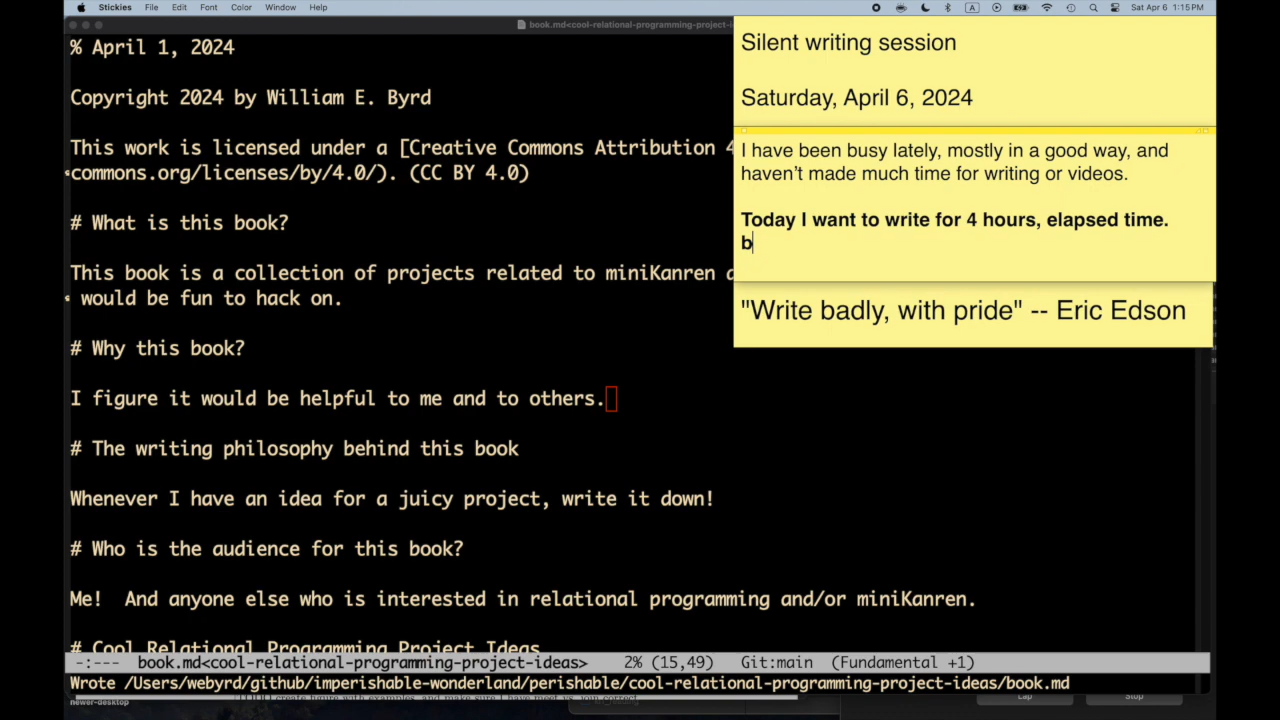 Stickies File Edit Font Color Window Help
Sat Apr 6 1:15 PM
book.md<cool-relational-programming-project-i
% April 1, 2024
Copyright 2024 by William E. Byrd
This work is licensed under a [Creative Commons Attribution 4
commons.org/licenses/by/4.0/). (CC BY 4.0)
# What is this book?
This book is a collection of projects related to miniKanren
would be fun to hack on.
# Why this book?
I figure it would be helpful to me and to others.
# The writing philosophy behind this book
Whenever I have an idea for a juicy project, write it down!
# Who is the audience for this book?
Me! And anyone else who is interested in relational programming and/or miniKanren.
# Cool Relational Programming Project Ideas
-:--- book.md<cool-relational-programming-project-ideas> 2% (15,49) Git:main (Fundamental +1)
Wrote /Users/webyrd/github/imperishable-wonderland/perishable/cool-relational-programming-project-ideas/book.md
newer-desktop
Stop
Silent writing session
Saturday, April 6, 2024
I have been busy lately, mostly in a good way, and
haven't made much time for writing or videos.
Today I want to write for 4 hours, elapsed time.
b
"Write badly, with pride" -- Eric Edson